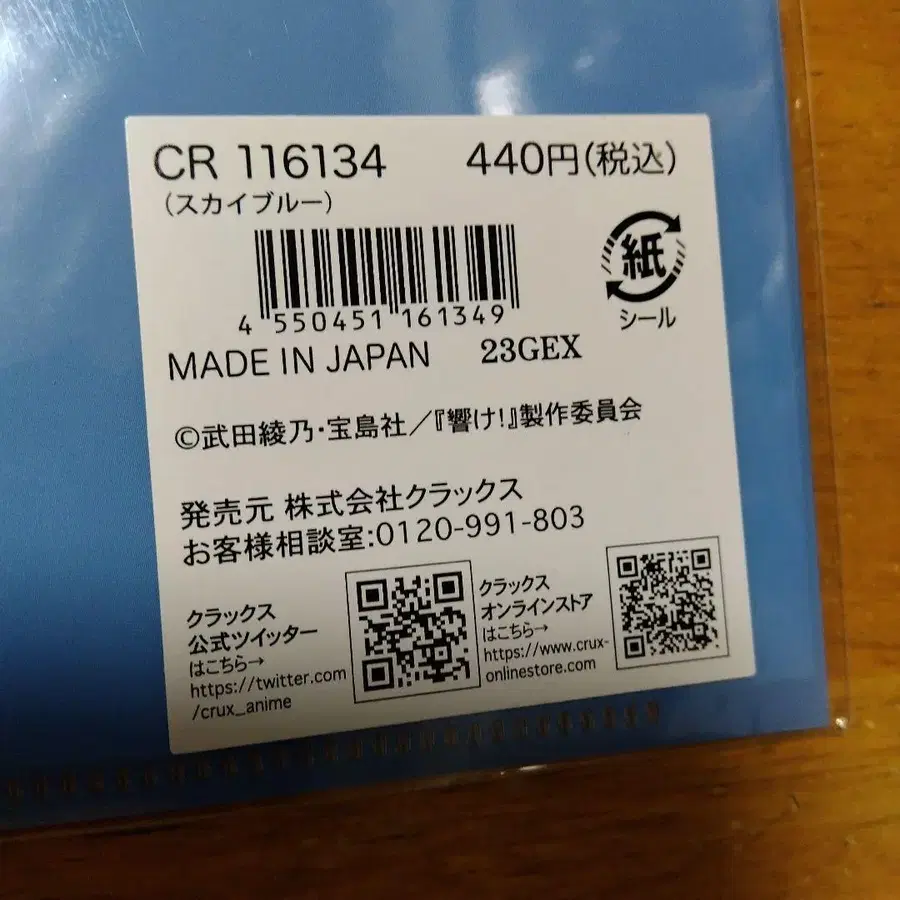 CR 116134 440円(税込)
(スカイブルー)
紙
シール
4 550451 161349
MADE IN JAPAN 23GEX
©武田綾乃・宝島社／『響け!』製作委員会
発売元 株式会社クラックス
お客様相談室:0120-991-803
クラックス
公式ツイッター
はこちら→
https://twitter.com
/crux_anime
クラックス
オンラインストア
はこちら→
https://www.crux-
onlinestore.com